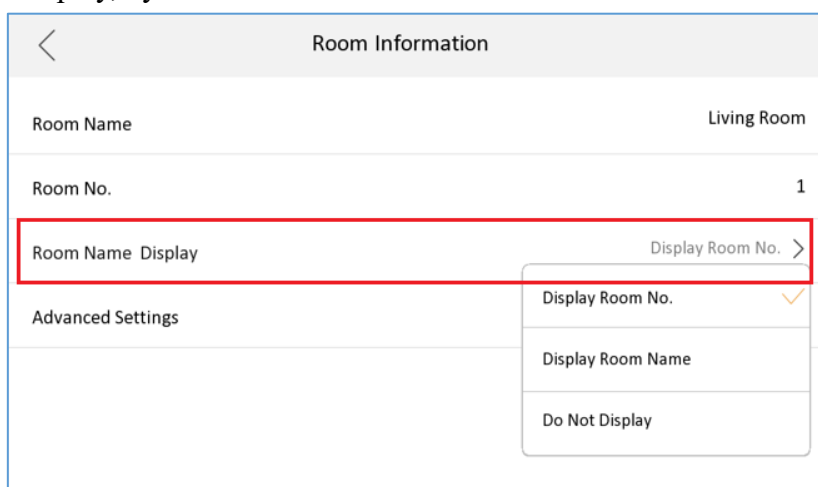 Room Information
Room Name Living Room
Room No. 1
Room Name Display Display Room No.
Display Room No.
Advanced Settings
Display Room Name
Do Not Display